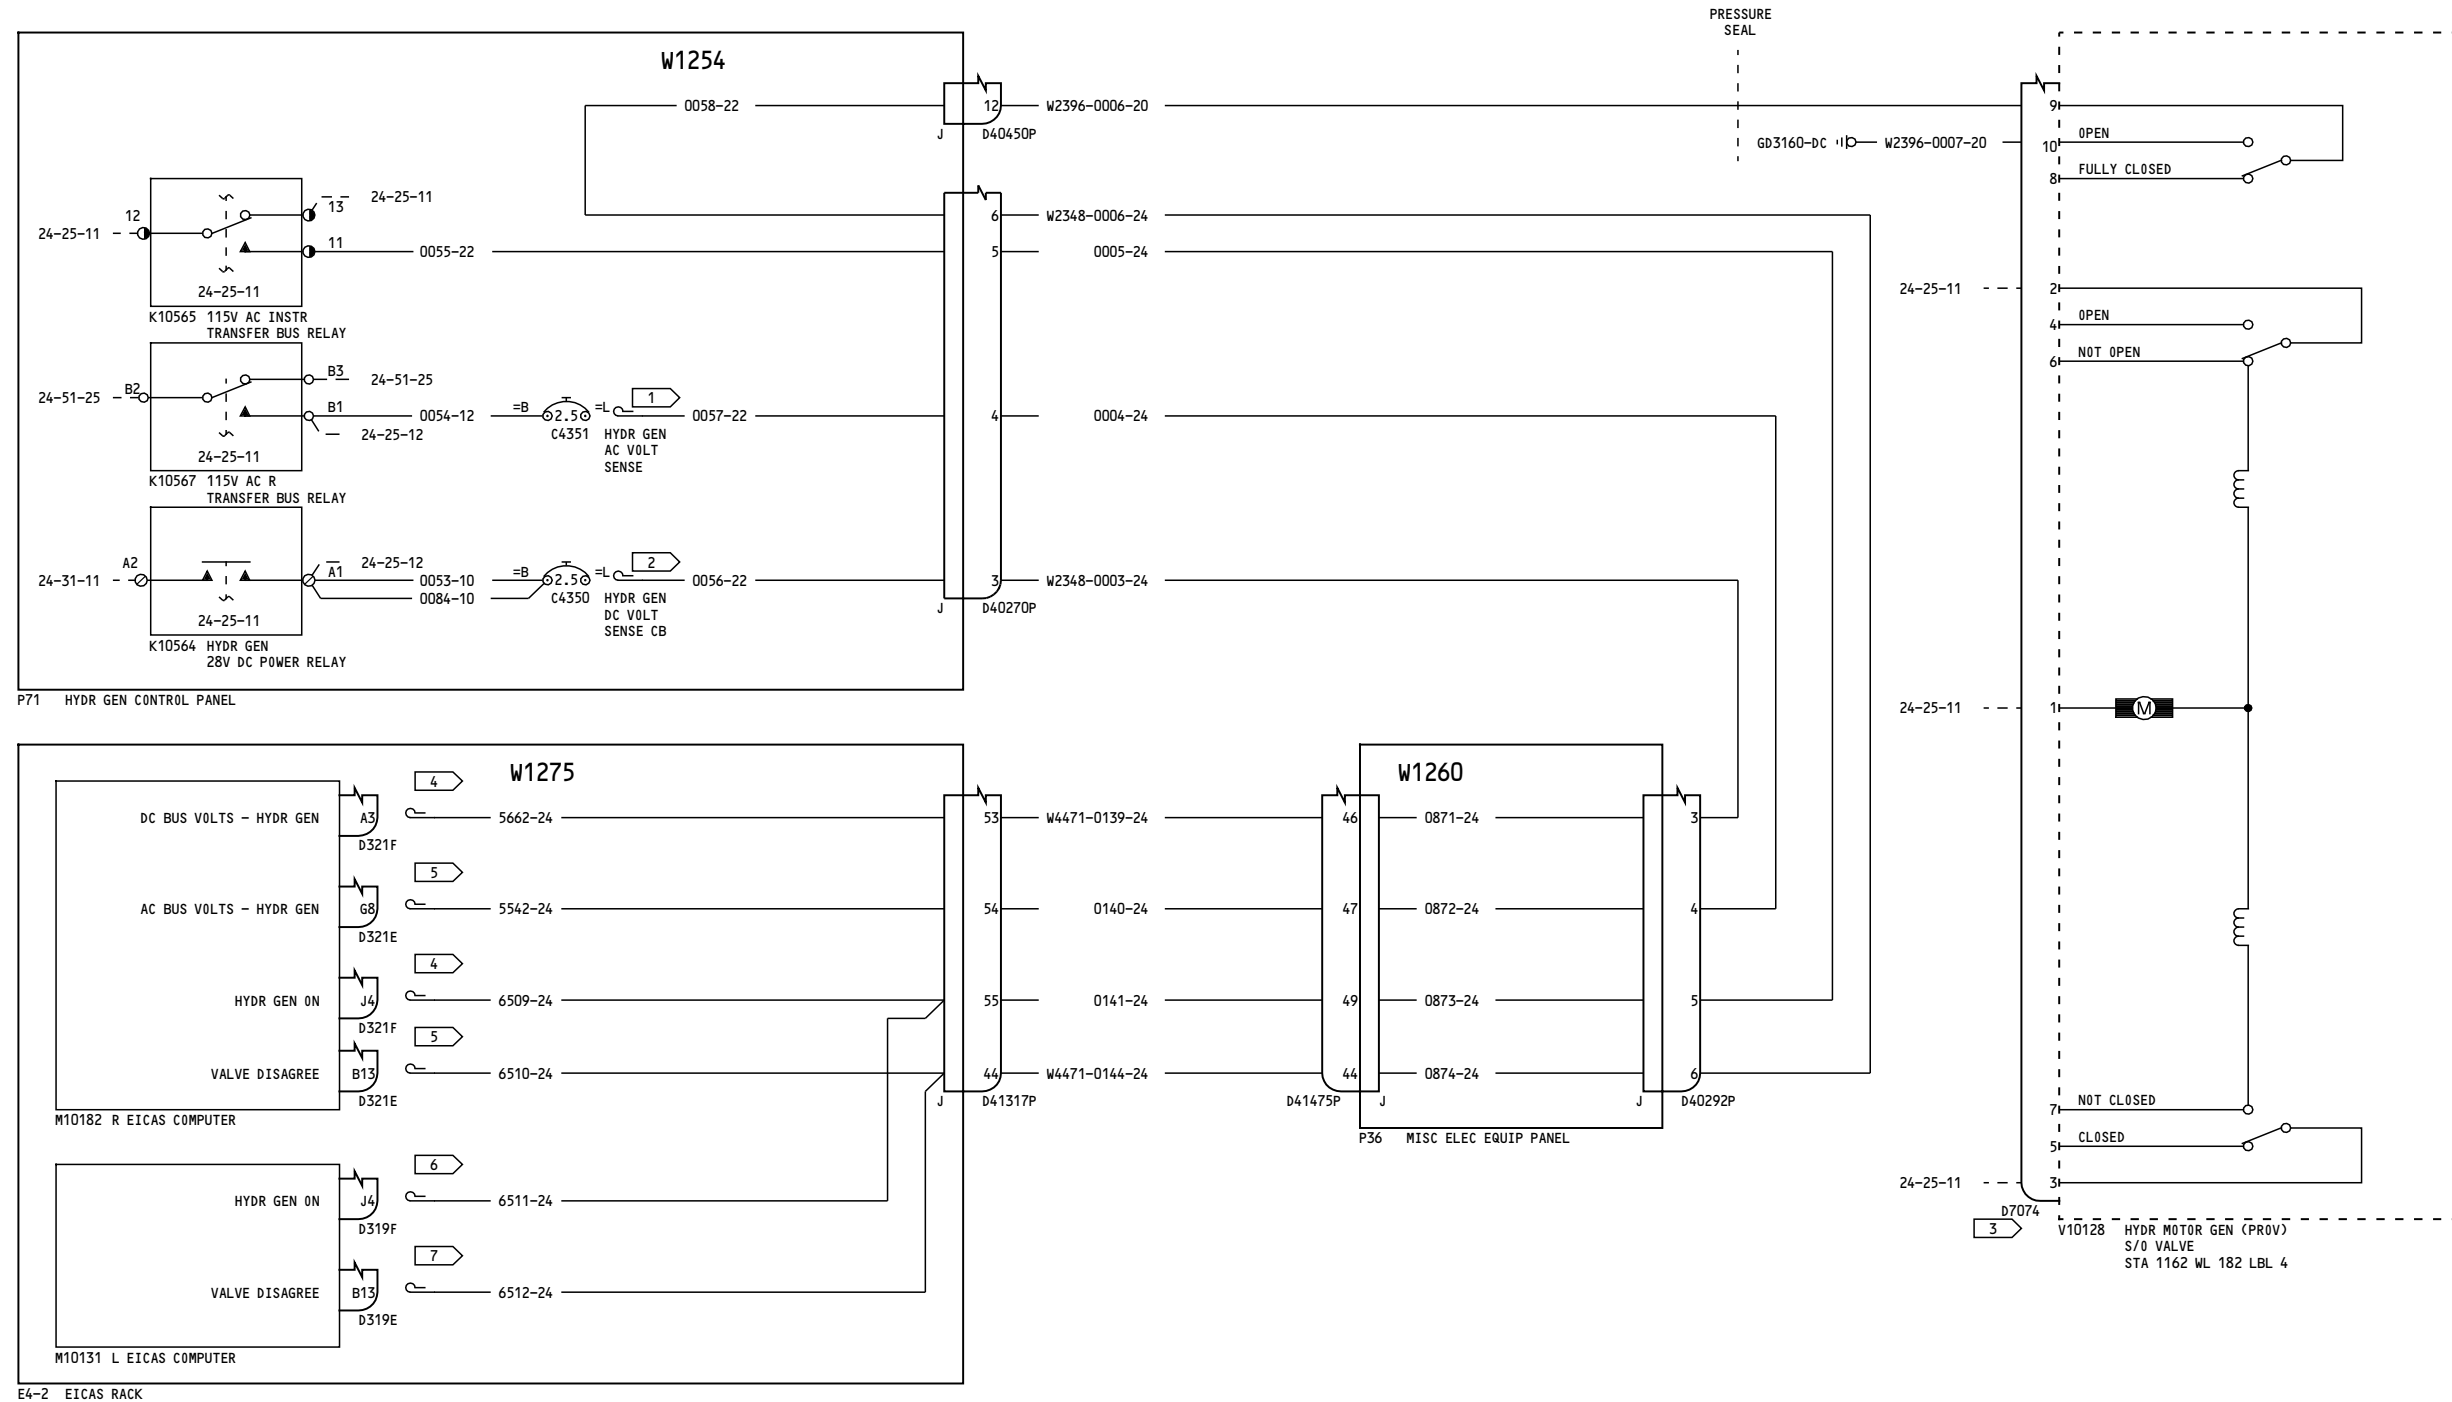 PRESSURE
SEAL
W1254
0058-22
12
W2396-0006-20
9
J
D40450P
GD3160-DC
W2396-0007-20
10
OPEN
8
FULLY CLOSED
24-25-11
12
13
24-25-11
11
0055-22
24-25-11
K10565 115V AC INSTR
TRANSFER BUS RELAY
6
W2348-0006-24
5
0005-24
24-25-11
2
4
OPEN
6
NOT OPEN
24-51-25
B2
B3
24-51-25
B1
0054-12
24-25-12
=B
2.5
=L
1
C4351
HYDR GEN
AC VOLT
SENSE
0057-22
4
0004-24
24-25-11
K10567 115V AC R
TRANSFER BUS RELAY
24-31-11
A2
A1
24-25-12
0053-10
0084-10
=B
2.5
=L
2
C4350
HYDR GEN
DC VOLT
SENSE CB
0056-22
3
W2348-0003-24
J
D40270P
24-25-11
K10564 HYDR GEN
28V DC POWER RELAY
P71 HYDR GEN CONTROL PANEL
24-25-11
1
M
W1275
W1260
4
DC BUS VOLTS - HYDR GEN
A3
D321F
5662-24
53
W4471-0139-24
46
0871-24
3
5
AC BUS VOLTS - HYDR GEN
G8
D321E
5542-24
54
0140-24
47
0872-24
4
4
HYDR GEN ON
J4
D321F
6509-24
55
0141-24
49
0873-24
5
5
VALVE DISAGREE
B13
D321E
6510-24
44
W4471-0144-24
44
0874-24
6
J
D41317P
D41475P
J
J
D40292P
M10182 R EICAS COMPUTER
P36 MISC ELEC EQUIP PANEL
7
NOT CLOSED
5
CLOSED
24-25-11
3
D7074
3
V10128 HYDR MOTOR GEN (PROV)
S/O VALVE
STA 1162 WL 182 LBL 4
6
HYDR GEN ON
J4
D319F
6511-24
7
VALVE DISAGREE
B13
D319E
6512-24
M10131 L EICAS COMPUTER
E4-2 EICAS RACK